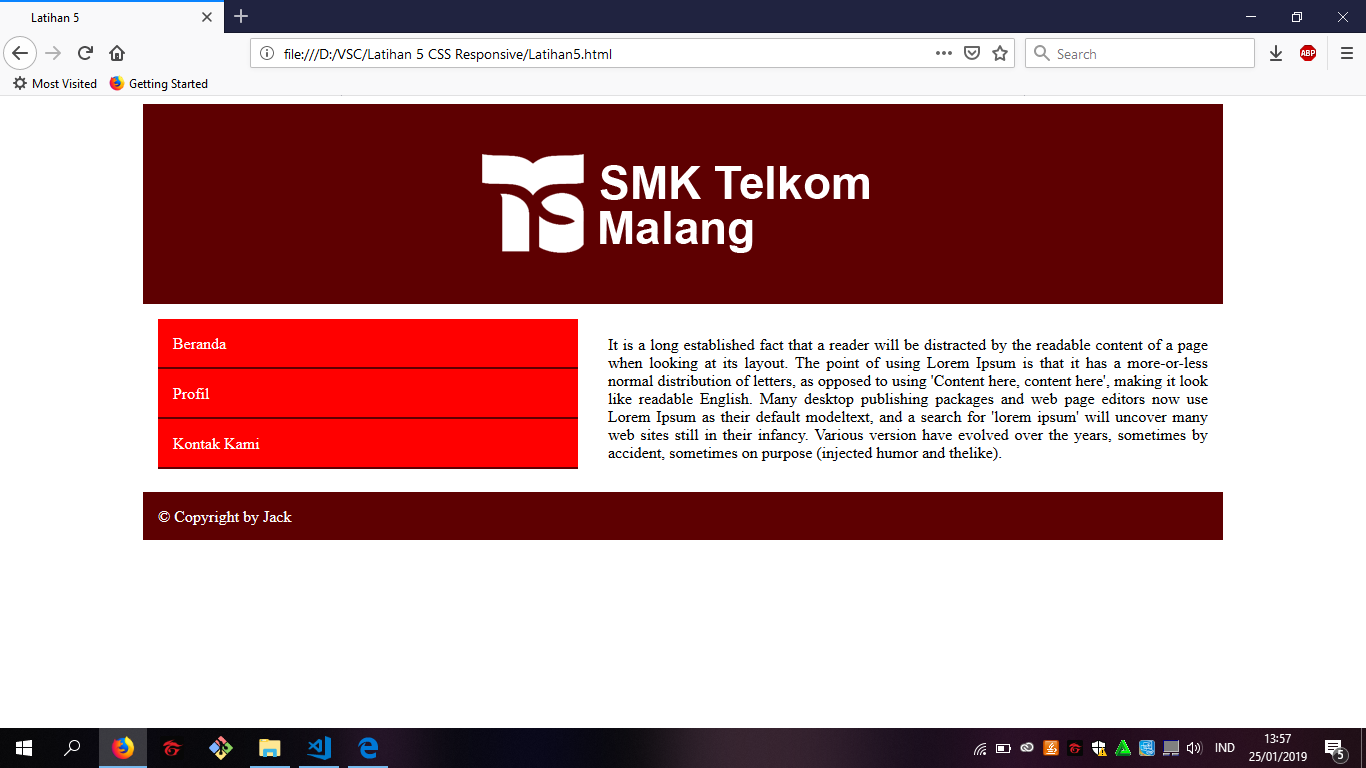 Latihan 5
file:///D:/VSC/Latihan 5 CSS Responsive/Latihan5.html
Search
ABP
Most Visited
Getting Started
SMK Telkom
Malang
Beranda
Profil
Kontak Kami
It is a long established fact that a reader will be distracted by the readable content of a page
when looking at its layout. The point of using Lorem Ipsum is that it has a more-or-less
normal distribution of letters, as opposed to using 'Content here, content here', making it look
like readable English. Many desktop publishing packages and web page editors now use
Lorem Ipsum as their default modeltext, and a search for 'lorem ipsum' will uncover many
web sites still in their infancy. Various version have evolved over the years, sometimes by
accident, sometimes on purpose (injected humor and thelike).
© Copyright by Jack
IND
13:57
25/01/2019
5